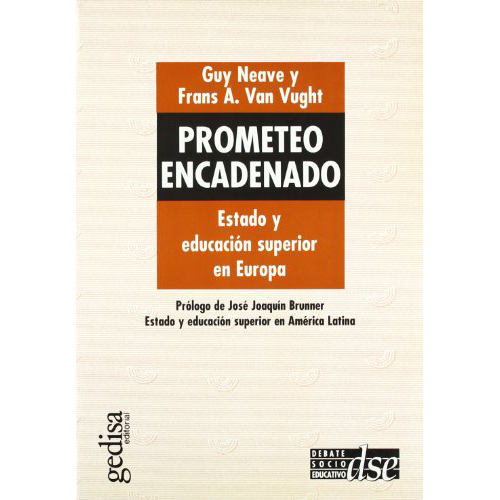 Guy Neave y
Frans A. Van Vught
PROMETEO
ENCADENADO
Estado y
educación superior
en Europa
Prólogo de José Joaquín Brunner
Estado y educación superior en América Latina
gedisa
editorial
DEBATE
SOCIO
EDUCATIVO
dse